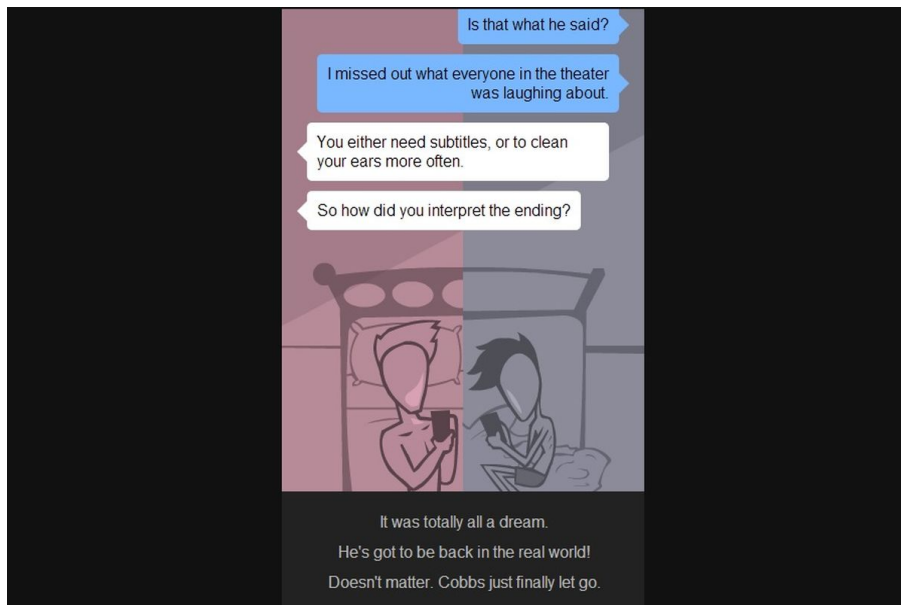 Is that what he said?
I missed out what everyone in the theater
was laughing about.
You either need subtitles, or to clean
your ears more often.
So how did you interpret the ending?
It was totally all a dream.
He's got to be back in the real world!
Doesn't matter. Cobbs just finally let go.